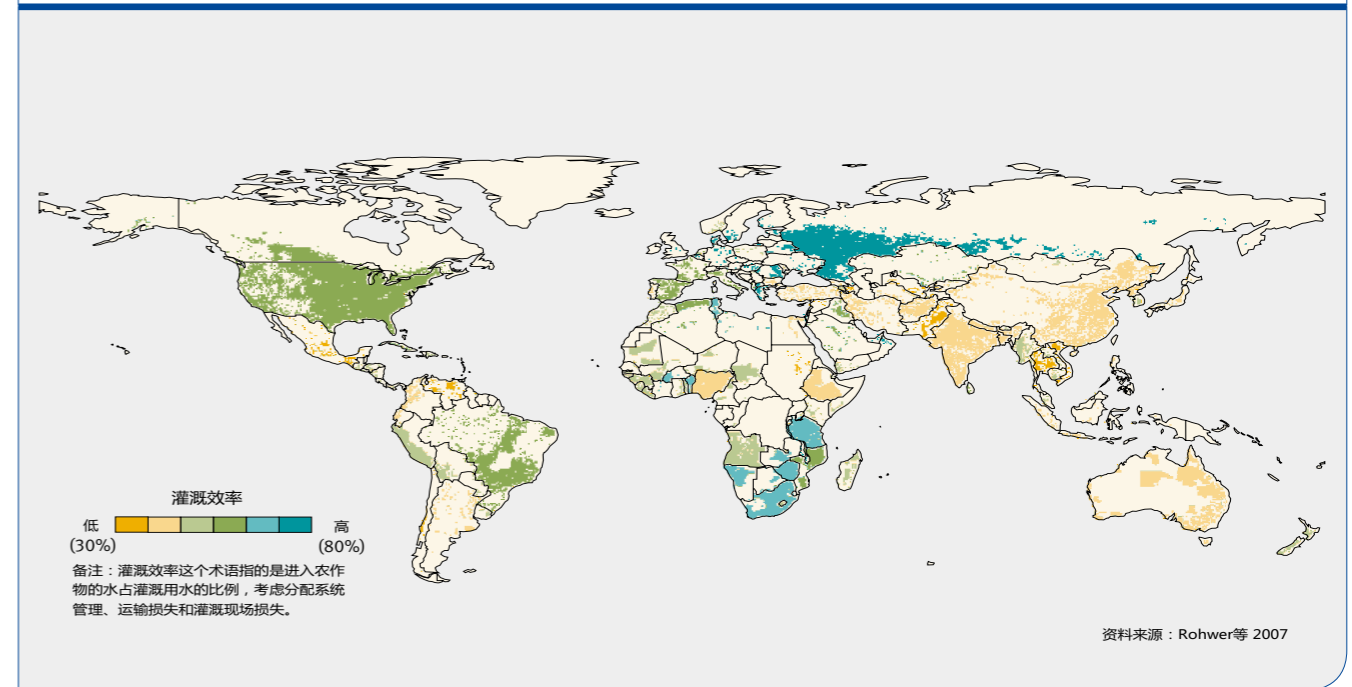 灌溉效率
低 高
(30%) (80%)
备注：灌溉效率这个术语指的是进入农作
物的水占灌溉用水的比例，考虑分配系统
管理、运输损失和灌溉现场损失。
资料来源：Rohwer等 2007